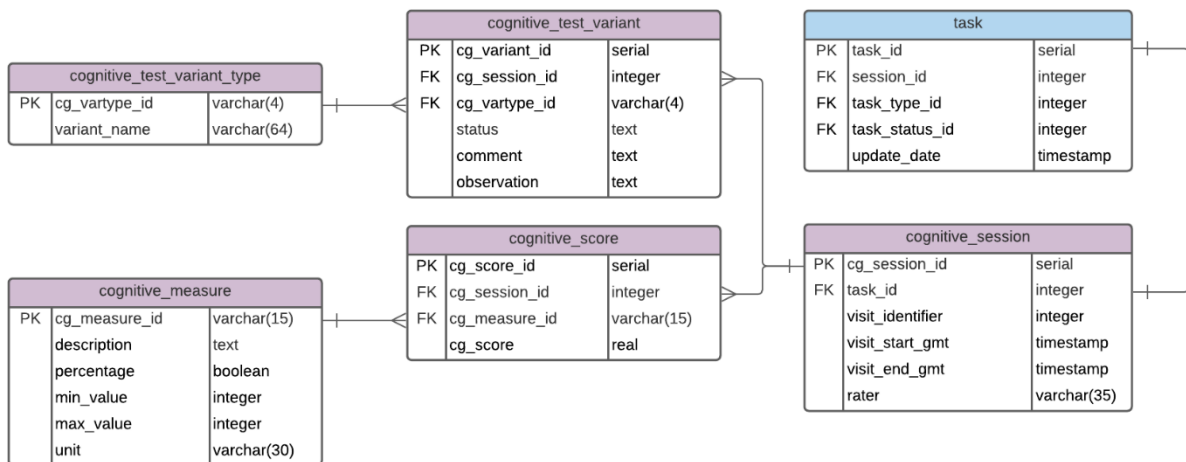 cognitive_test_variant
PK cg_variant_id serial
FK cg_session_id integer
FK cg_vartype_id varchar(4)
status text
comment text
observation text
task
PK task_id serial
FK session_id integer
FK task_type_id integer
FK task_status_id integer
update_date timestamp
cognitive_test_variant_type
PK cg_vartype_id varchar(4)
variant_name varchar(64)
cognitive_score
PK cg_score_id serial
FK cg_session_id integer
FK cg_measure_id varchar(15)
cg_score real
cognitive_session
PK cg_session_id serial
FK task_id integer
visit_identifier integer
visit_start_gmt timestamp
visit_end_gmt timestamp
rater varchar(35)
cognitive_measure
PK cg_measure_id varchar(15)
description text
percentage boolean
min_value integer
max_value integer
unit varchar(30)